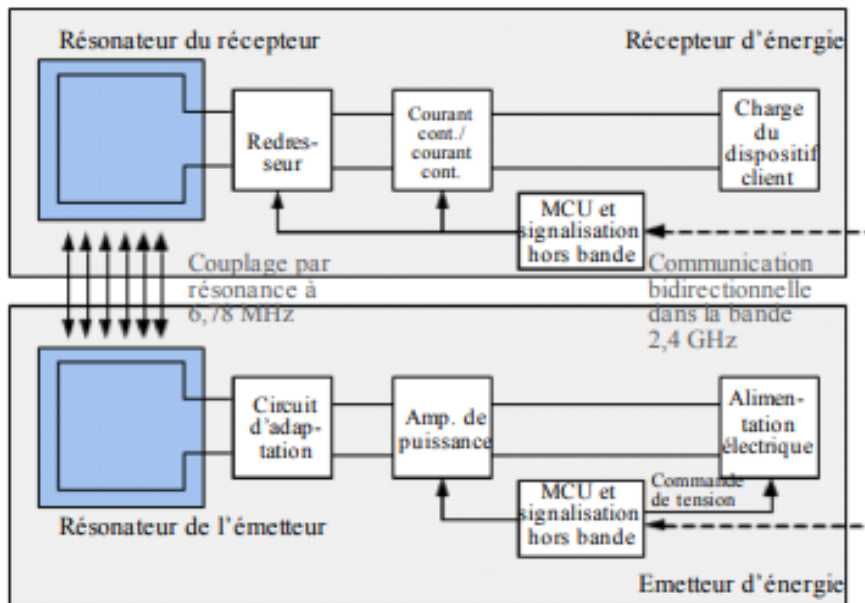 Résonateur du récepteur
Récepteur d'énergie
Redres-
seur
Courant
cont./
courant
cont.
Charge
du
dispositif
client
MCU et
signalisation
hors bande
Couplage par
résonance à
6,78 MHz
Communication
bidirectionnelle
dans la bande
2,4 GHz
Circuit
d'adap-
tation
Amp. de
puissance
Alimen-
tation
électrique
MCU et
signalisation
hors bande
Commande
de tension
Résonateur de l'émetteur
Emetteur d'énergie